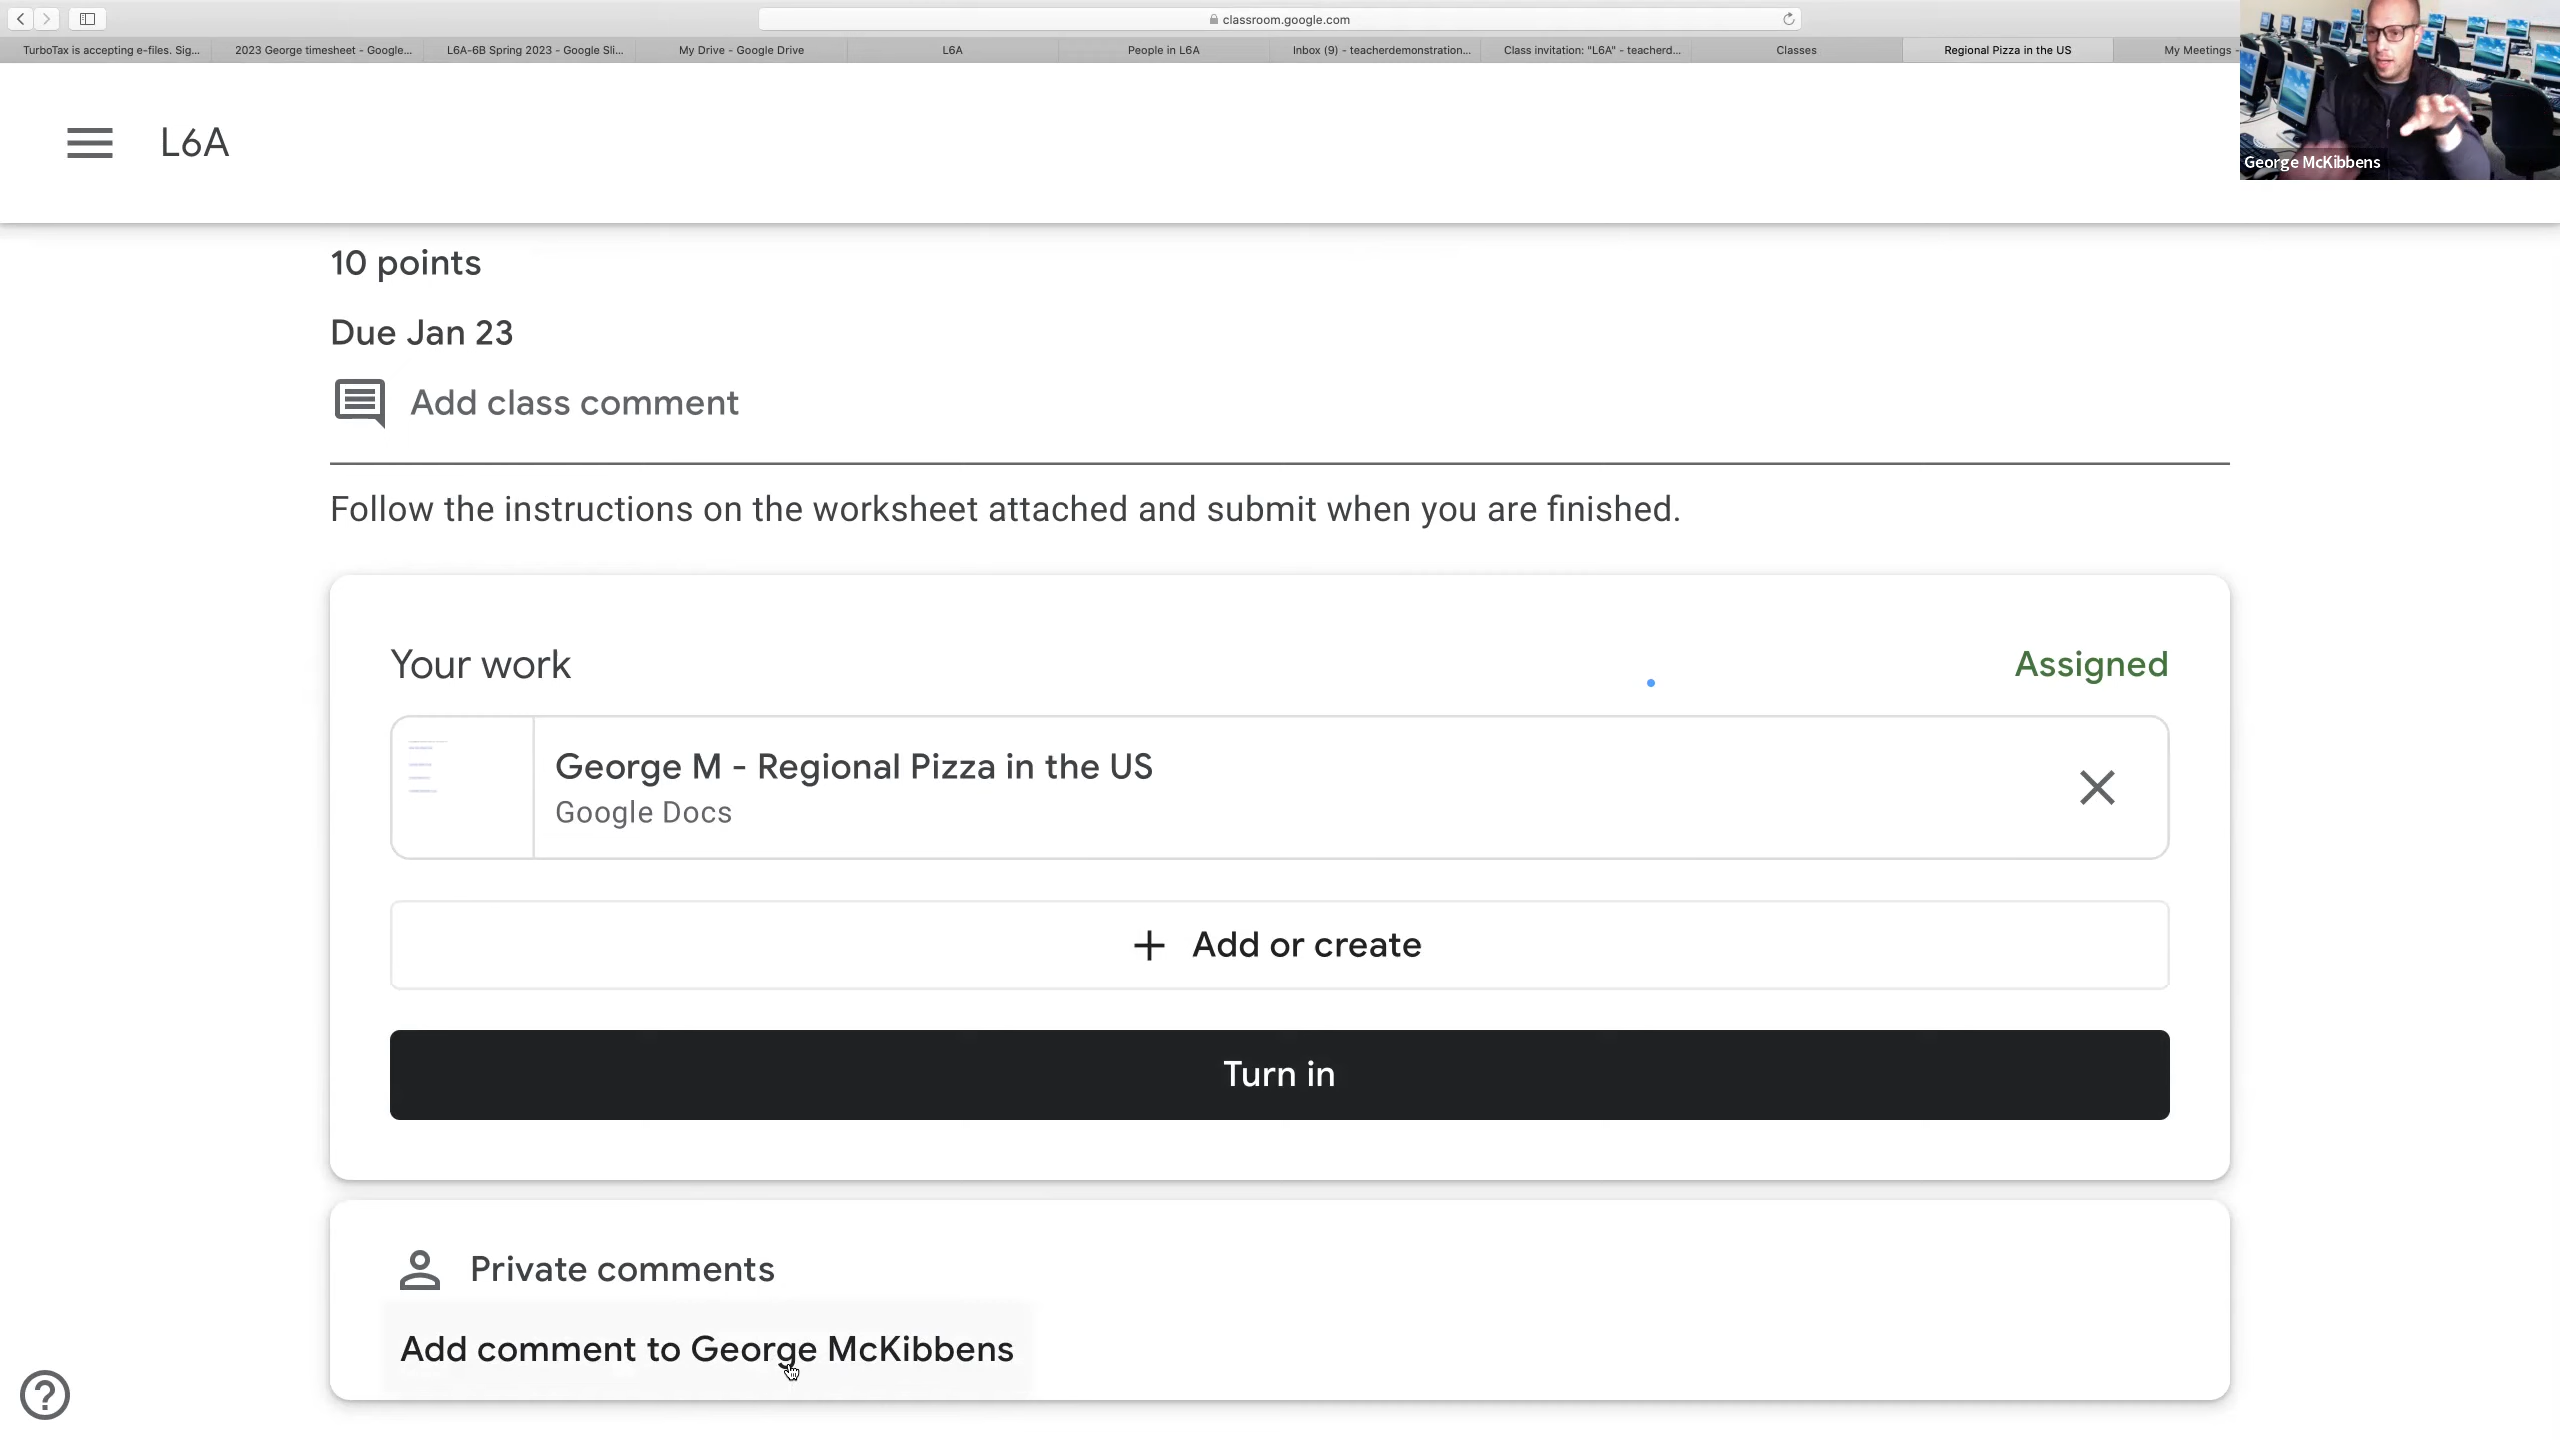 classroom.google.com
TurboTax is accepting e-files. Sig...
2023 George timesheet - Google...
L6A-6B Spring 2023 - Google Sli...
My Drive - Google Drive
L6A
People in L6A
Inbox (9) - teacherdemonstration...
Class invitation: "L6A" - teacherd...
Classes
Regional Pizza in the US
My Meetings -
George McKibbens
L6A
10 points
Due Jan 23
Add class comment
Follow the instructions on the worksheet attached and submit when you are finished.
Your work
Assigned
George M - Regional Pizza in the US
Google Docs
+ Add or create
Turn in
Private comments
Add comment to George McKibbens